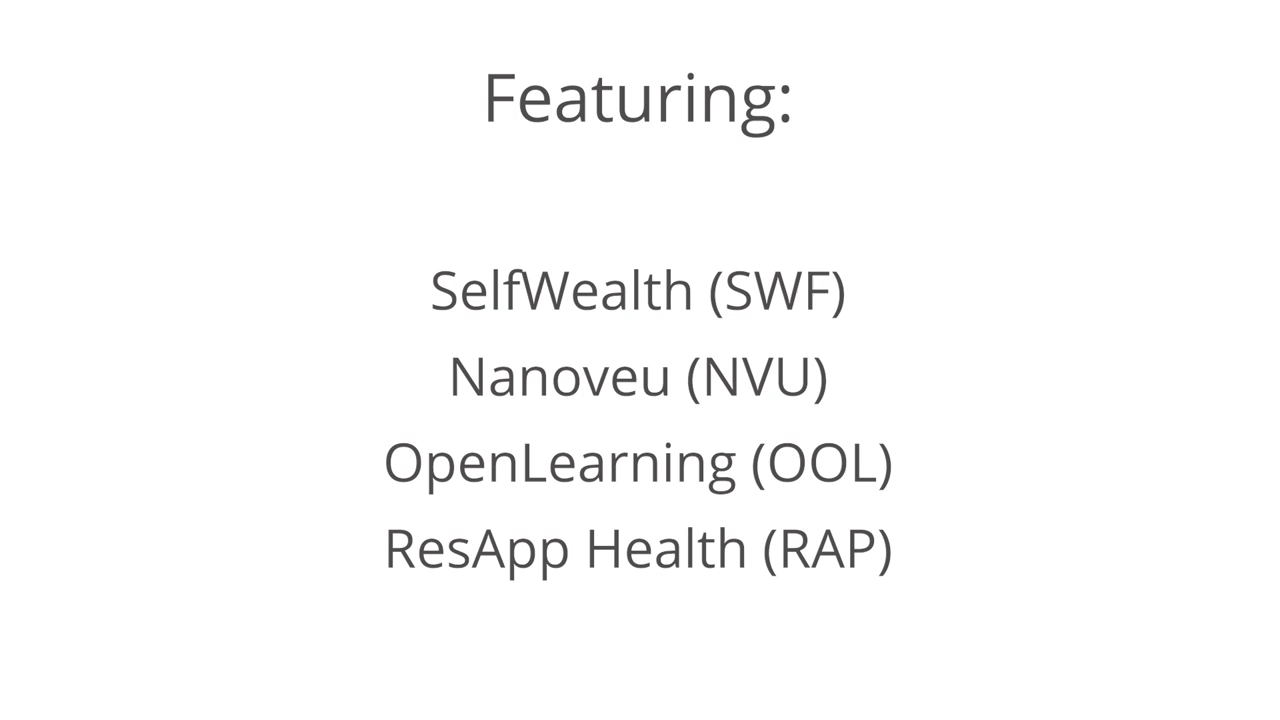 Featuring:
SelfWealth (SWF)
Nanoveu (NVU)
OpenLearning (OOL)
ResApp Health (RAP)